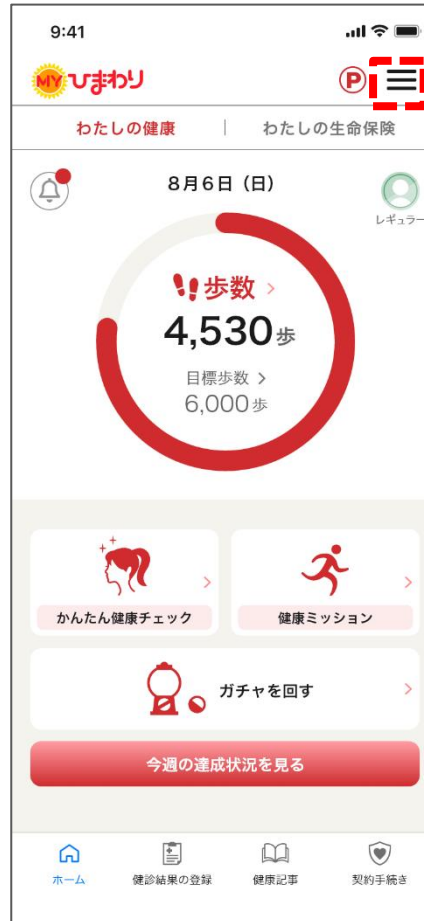 9:41
MY ひまわり
P
わたしの健康 | わたしの生命保険
8月6日（日）
レギュラー
歩数
4,530歩
目標歩数
6,000歩
かんたん健康チェック
健康ミッション
ガチャを回す
今週の達成状況を見る
ホーム 健診結果の登録 健康記事 契約手続き